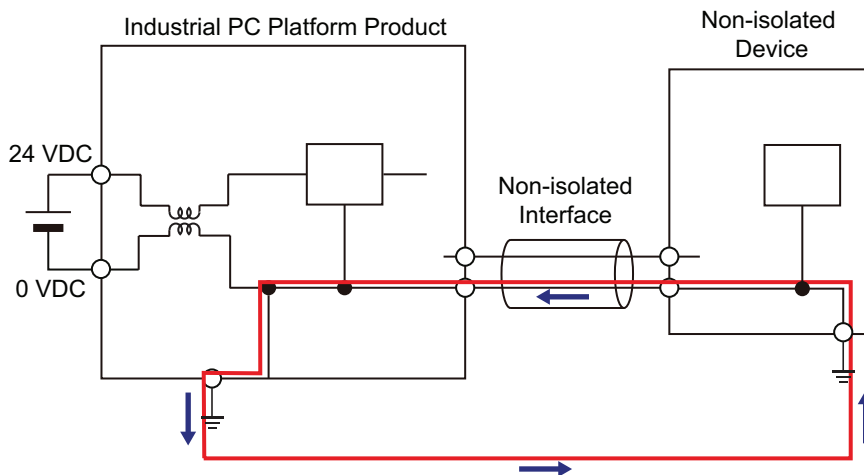 Industrial PC Platform Product
Non-isolated
Device
24 VDC
Non-isolated
Interface
0 VDC